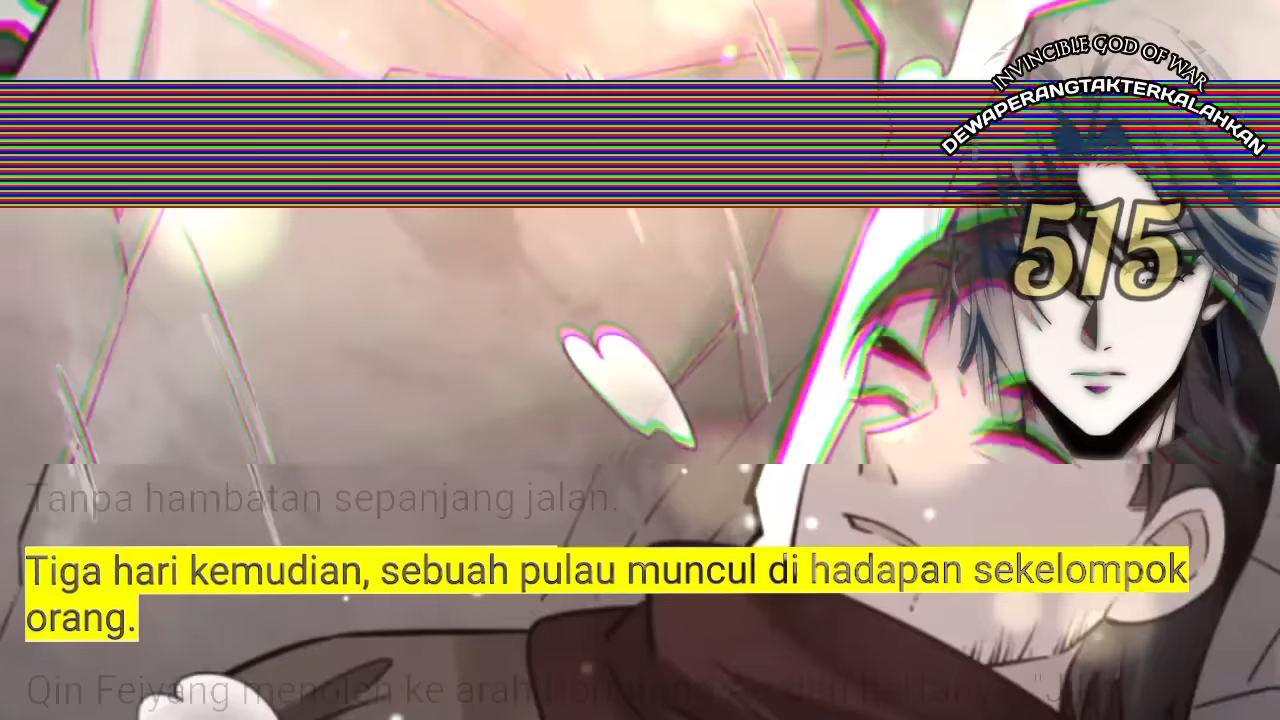 INVINCIBLE GOD OF WAR
DEWAPERANGTAKTERKALAHKAN
515
Tanpa hambatan sepanjang jalan.
Tiga hari kemudian, sebuah pulau muncul di hadapan sekelompok
orang.
Qin Feiyang menoleh ke arah